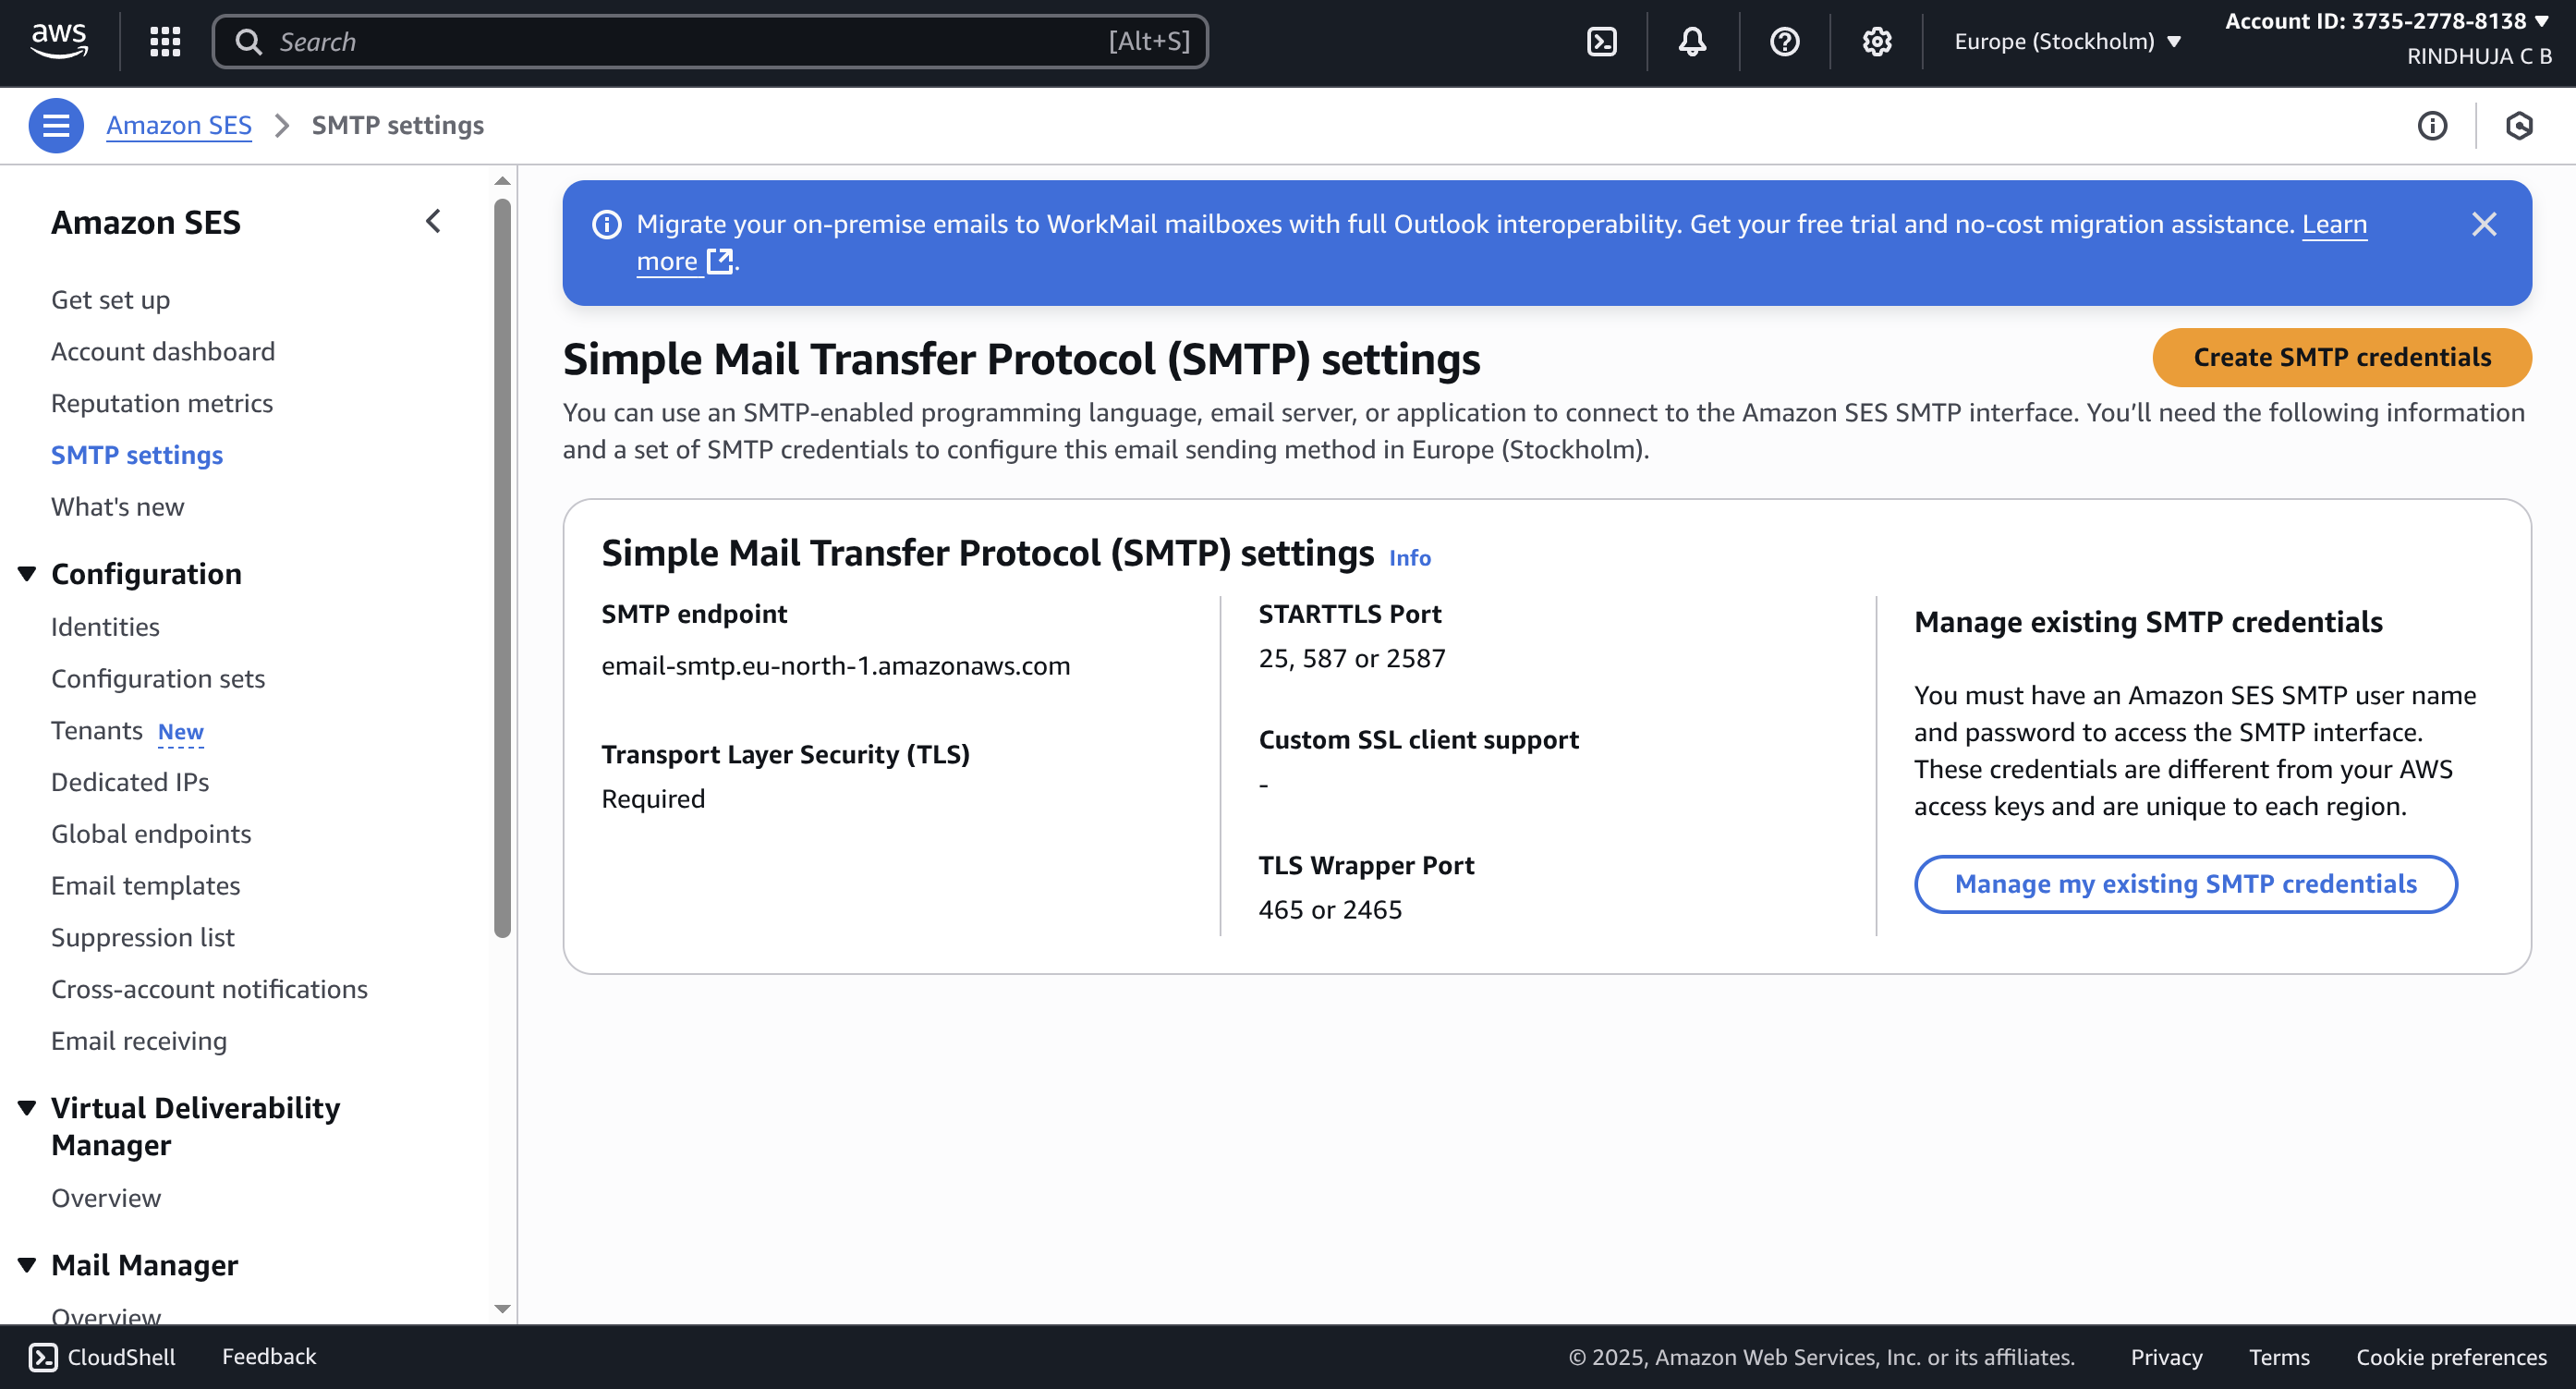 aws
Search
[Alt+S]
Europe (Stockholm)
Account ID: 3735-2778-8138
RINDHUJA C B
Amazon SES
SMTP settings
Amazon SES
Get set up
Account dashboard
Reputation metrics
SMTP settings
What's new
Configuration
Identities
Configuration sets
Tenants New
Dedicated IPs
Global endpoints
Email templates
Suppression list
Cross-account notifications
Email receiving
Virtual Deliverability
Manager
Overview
Mail Manager
Overview
Migrate your on-premise emails to WorkMail mailboxes with full Outlook interoperability. Get your free trial and no-cost migration assistance. Learn
more .
Simple Mail Transfer Protocol (SMTP) settings
Create SMTP credentials
You can use an SMTP-enabled programming language, email server, or application to connect to the Amazon SES SMTP interface. You’ll need the following information
and a set of SMTP credentials to configure this email sending method in Europe (Stockholm).
Simple Mail Transfer Protocol (SMTP) settings Info
SMTP endpoint
email-smtp.eu-north-1.amazonaws.com
Transport Layer Security (TLS)
Required
STARTTLS Port
25, 587 or 2587
Custom SSL client support
-
TLS Wrapper Port
465 or 2465
Manage existing SMTP credentials
You must have an Amazon SES SMTP user name
and password to access the SMTP interface.
These credentials are different from your AWS
access keys and are unique to each region.
Manage my existing SMTP credentials
CloudShell
Feedback
© 2025, Amazon Web Services, Inc. or its affiliates.
Privacy
Terms
Cookie preferences